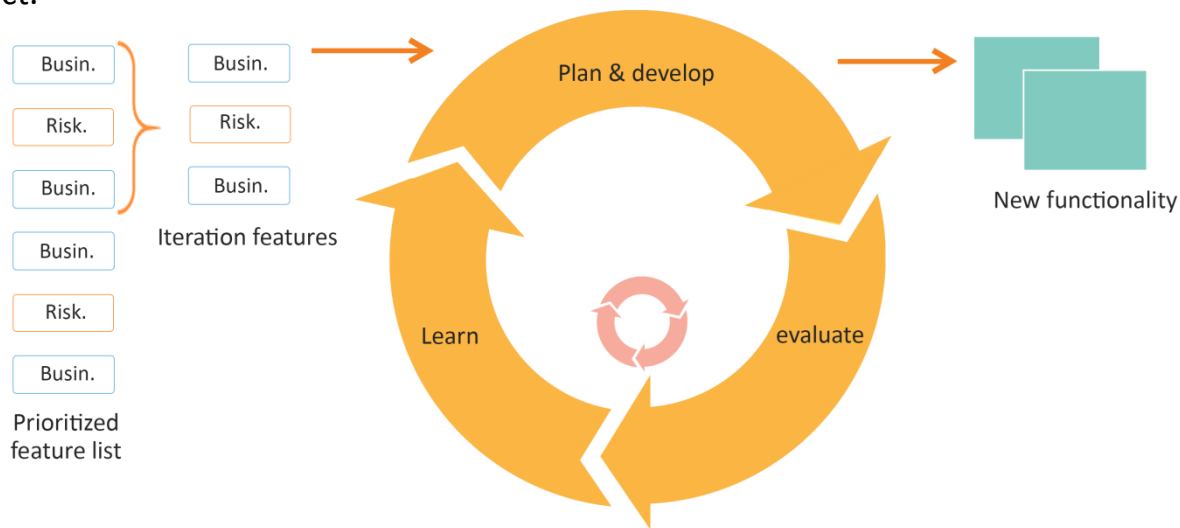 ct.
Busin.
Risk.
Busin.
Busin.
Risk.
Busin.
Prioritized
feature list
Busin.
Risk.
Busin.
Iteration features
Plan & develop
evaluate
Learn
New functionality